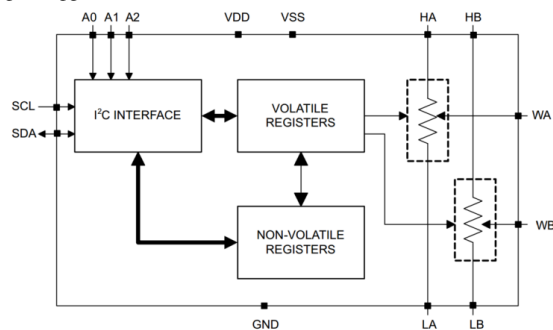 A0 A1 A2 VDD VSS HA HB
SCL
SDA
I²C INTERFACE
VOLATILE
REGISTERS
WA
NON-VOLATILE
REGISTERS
WB
GND LA LB